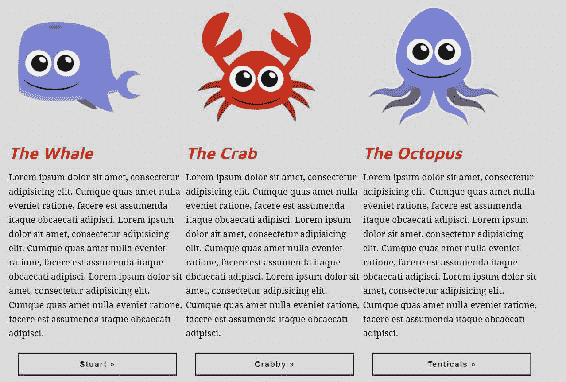 The Whale
Lorem ipsum dolor sit amet, consectetur
adipisicing elit. Cumque quas amet nulla
eveniet ratione, facere est assumenda
itaque obcaecati adipisci. Lorem ipsum
dolor sit amet, consectetur adipisicing
elit. Cumque quas amet nulla eveniet
ratione, facere est assumenda itaque
obcaecati adipisci. Lorem ipsum dolor sit
amet, consectetur adipisicing elit.
Cumque quas amet nulla eveniet ratione,
facere est assumenda itaque obcaecati
adipisci.
Stuart »
The Crab
Lorem ipsum dolor sit amet, consectetur
adipisicing elit. Cumque quas amet nulla
eveniet ratione, facere est assumenda
itaque obcaecati adipisci. Lorem ipsum
dolor sit amet, consectetur adipisicing
elit. Cumque quas amet nulla eveniet
ratione, facere est assumenda itaque
obcaecati adipisci. Lorem ipsum dolor sit
amet, consectetur adipisicing elit.
Cumque quas amet nulla eveniet ratione,
facere est assumenda itaque obcaecati
adipisci.
Crabby »
The Octopus
Lorem ipsum dolor sit amet, consectetur
adipisicing elit. Cumque quas amet nulla
eveniet ratione, facere est assumenda
itaque obcaecati adipisci. Lorem ipsum
dolor sit amet, consectetur adipisicing
elit. Cumque quas amet nulla eveniet
ratione, facere est assumenda itaque
obcaecati adipisci. Lorem ipsum dolor sit
amet, consectetur adipisicing elit.
Cumque quas amet nulla eveniet ratione,
facere est assumenda itaque obcaecati
adipisci.
Tenticals »